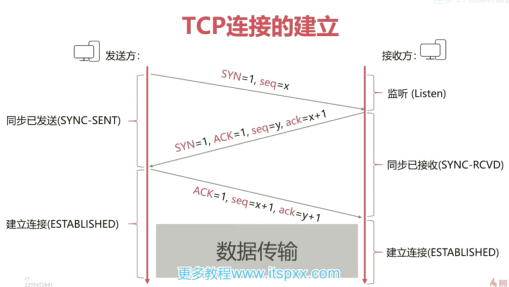 TCP连接的建立
发送方:
接收方:
SYN=1, seq=x
监听 (Listen)
同步已发送(SYNC-SENT)
SYN=1, ACK=1, seq=y, ack=x+1
同步已接收(SYNC-RCVD)
ACK=1, seq=x+1, ack=y+1
建立连接(ESTABLISHED)
数据传输
建立连接(ESTABLISHED)
更多教程www.itspxx.com